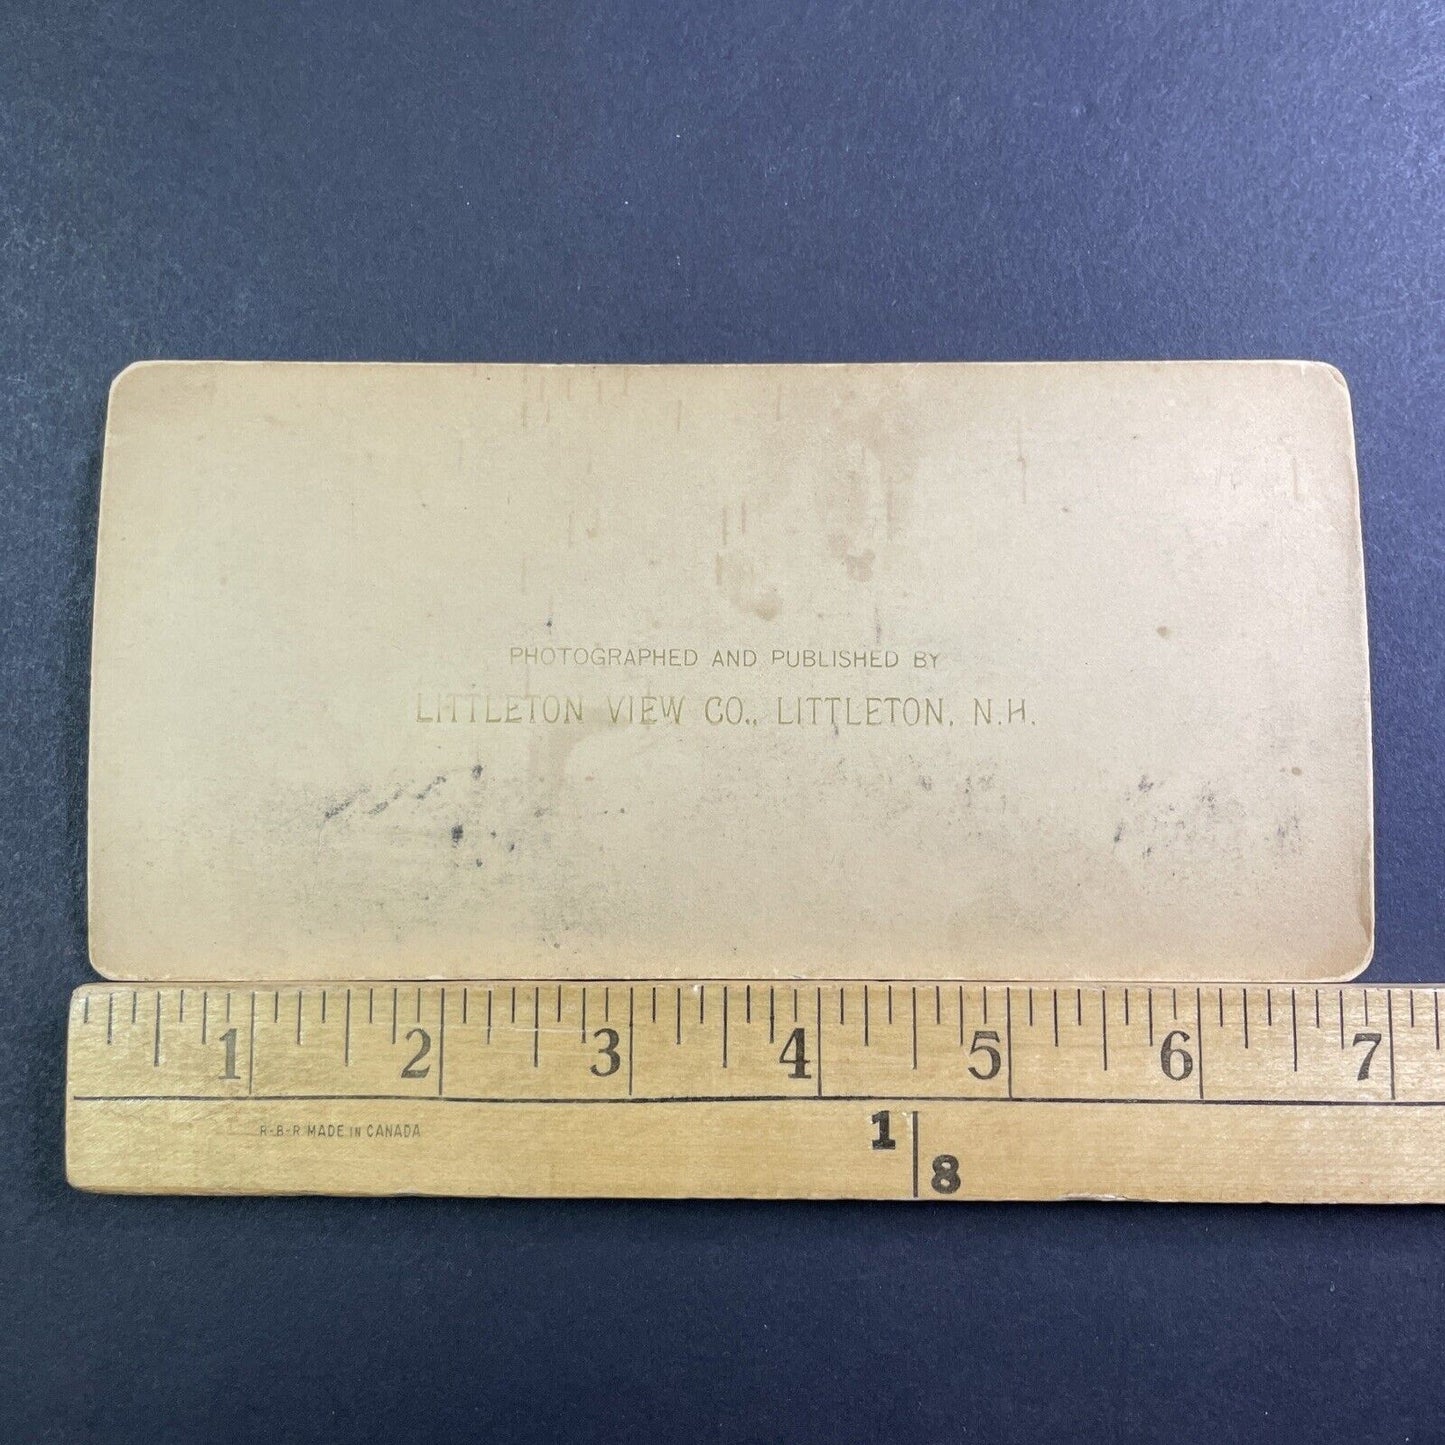 PHOTOGRAPHED AND PUBLISHED BY
LITTLETON VIEW CO., LITTLETON, N.H.
1 2 3 4 5 6 7
R-B-R MADE IN CANADA
1 8